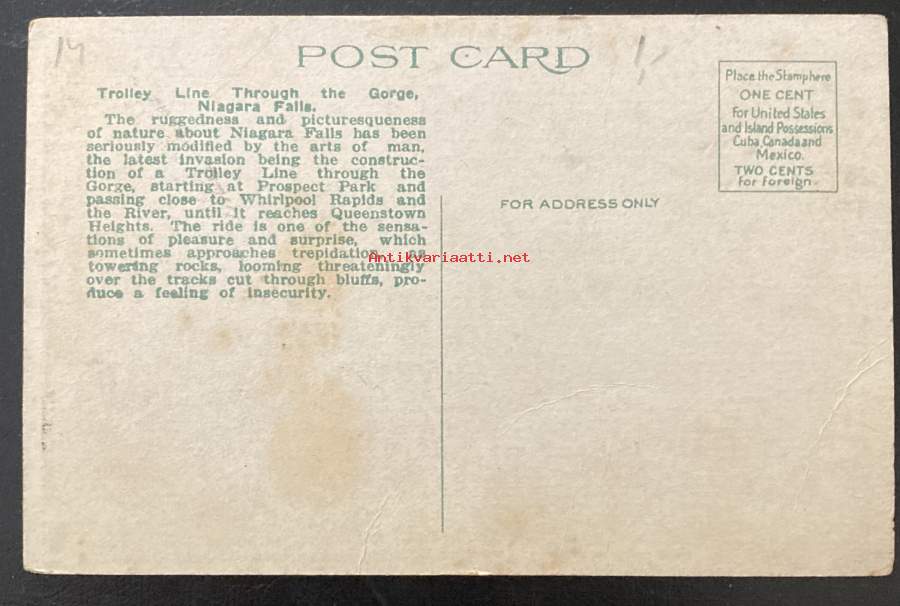 14
1,-
POST CARD
Trolley Line Through the Gorge,
Niagara Falls.
The ruggedness and picturesqueness
of nature about Niagara Falls has been
seriously modified by the arts of man,
the latest invasion being the construc-
tion of a Trolley Line through the
Gorge, starting at Prospect Park and
passing close to Whirlpool Rapids and
the River, until it reaches Queenstown
Heights. The ride is one of the sensa-
tions of pleasure and surprise, which
sometimes approaches trepidation, as
towering rocks, looming threateningly
over the tracks cut through bluffs, pro-
duce a feeling of insecurity.
Place the Stamp here
ONE CENT
For United States
and Island Possessions
Cuba, Canada and
Mexico.
TWO CENTS
For Foreign.
FOR ADDRESS ONLY
Antikvariaatti.net